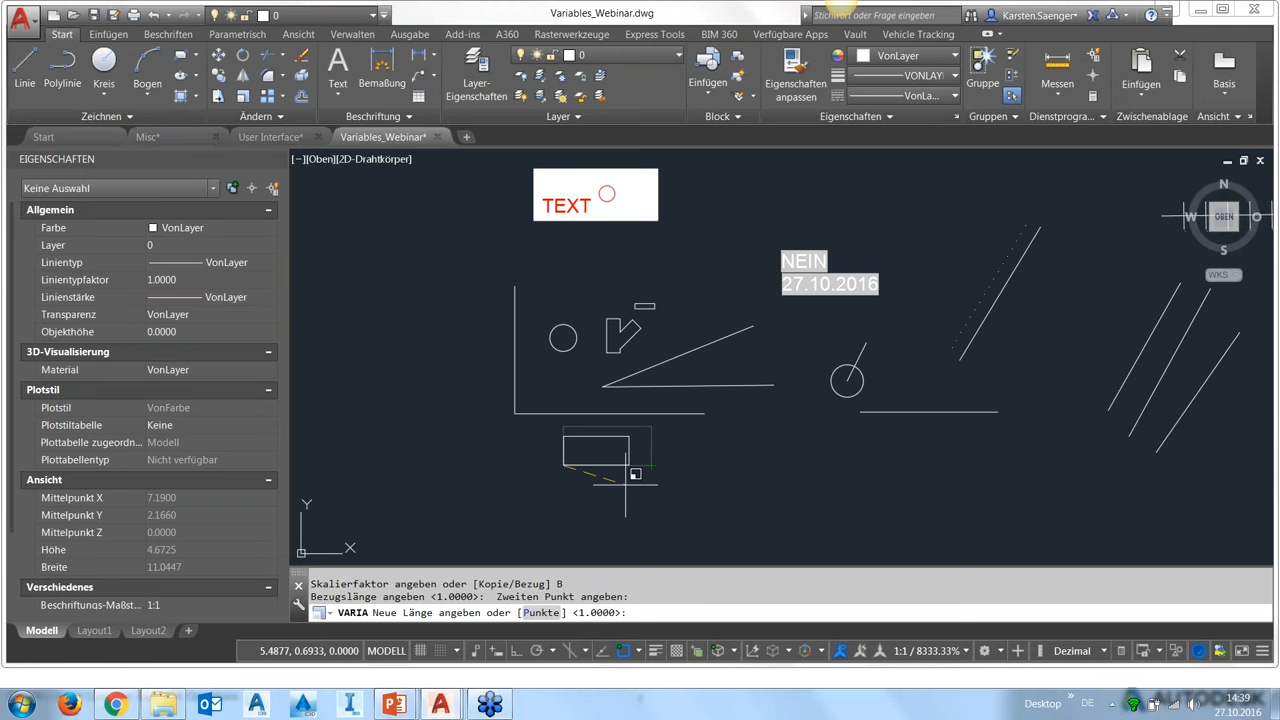 0
Variables_Webinar.dwg
Stichwort oder Frage eingeben
Karsten.Saenger
Start Einfügen Beschriften Parametrisch Ansicht Verwalten Ausgabe Add-ins A360 Rasterwerkzeuge Express Tools BIM 360 Verfügbare Apps Vault Vehicle Tracking
0
VonLayer
VONLAY
VonLa...
Linie Polylinie Kreis Bogen Text Bemaßung Layer-Eigenschaften Einfügen Eigenschaften anpassen Gruppe Messen Einfügen Basis
Zeichnen Ändern Beschriftung Layer Block Eigenschaften Gruppen Dienstprogram... Zwischenablage Ansicht
Start Misc* User Interface* Variables_Webinar*
EIGENSCHAFTEN
[−][Oben][2D-Drahtkörper]
Keine Auswahl
Allgemein
Farbe VonLayer
Layer 0
Linientyp VonLayer
Linientypfaktor 1.0000
Linienstärke VonLayer
Transparenz VonLayer
Objekthöhe 0.0000
3D-Visualisierung
Material VonLayer
Plotstil
Plotstil VonFarbe
Plotstiltabelle Keine
Plottabelle zugeordn... Modell
Plottabellentyp Nicht verfügbar
Ansicht
Mittelpunkt X 7.1900
Mittelpunkt Y 2.1660
Mittelpunkt Z 0.0000
Höhe 4.6725
Breite 11.0447
Verschiedenes
Beschriftungs-Maßst... 1:1
TEXT
NEIN
27.10.2016
N
W OBEN O
S
WKS
Y
X
Skalierfaktor angeben oder [Kopie/Bezug] B
Bezugslänge angeben <1.0000>: Zweiten Punkt angeben:
VARIA Neue Länge angeben oder [Punkte] <1.0000>:
Modell Layout1 Layout2
5.4877, 0.6933, 0.0000 MODELL 1:1 / 8333.33% Dezimal
Desktop DE 14:39
27.10.2016